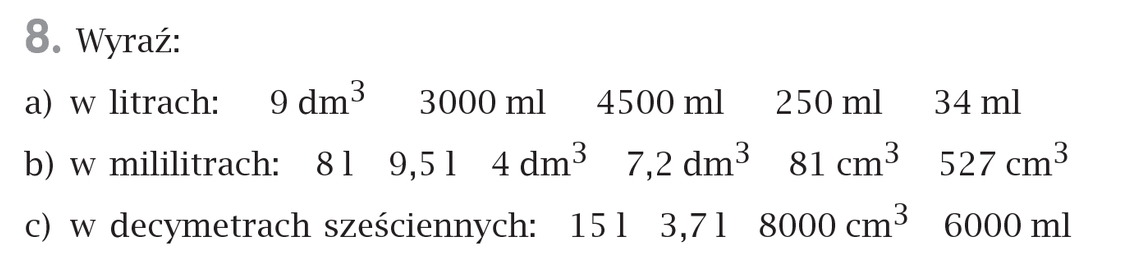 8. Wyraź:
a) w litrach: 9 dm³ 3000 ml 4500 ml 250 ml 34 ml
b) w mililitrach: 8 l 9,5 l 4 dm³ 7,2 dm³ 81 cm³ 527 cm³
c) w decymetrach sześciennych: 15 l 3,7 l 8000 cm³ 6000 ml